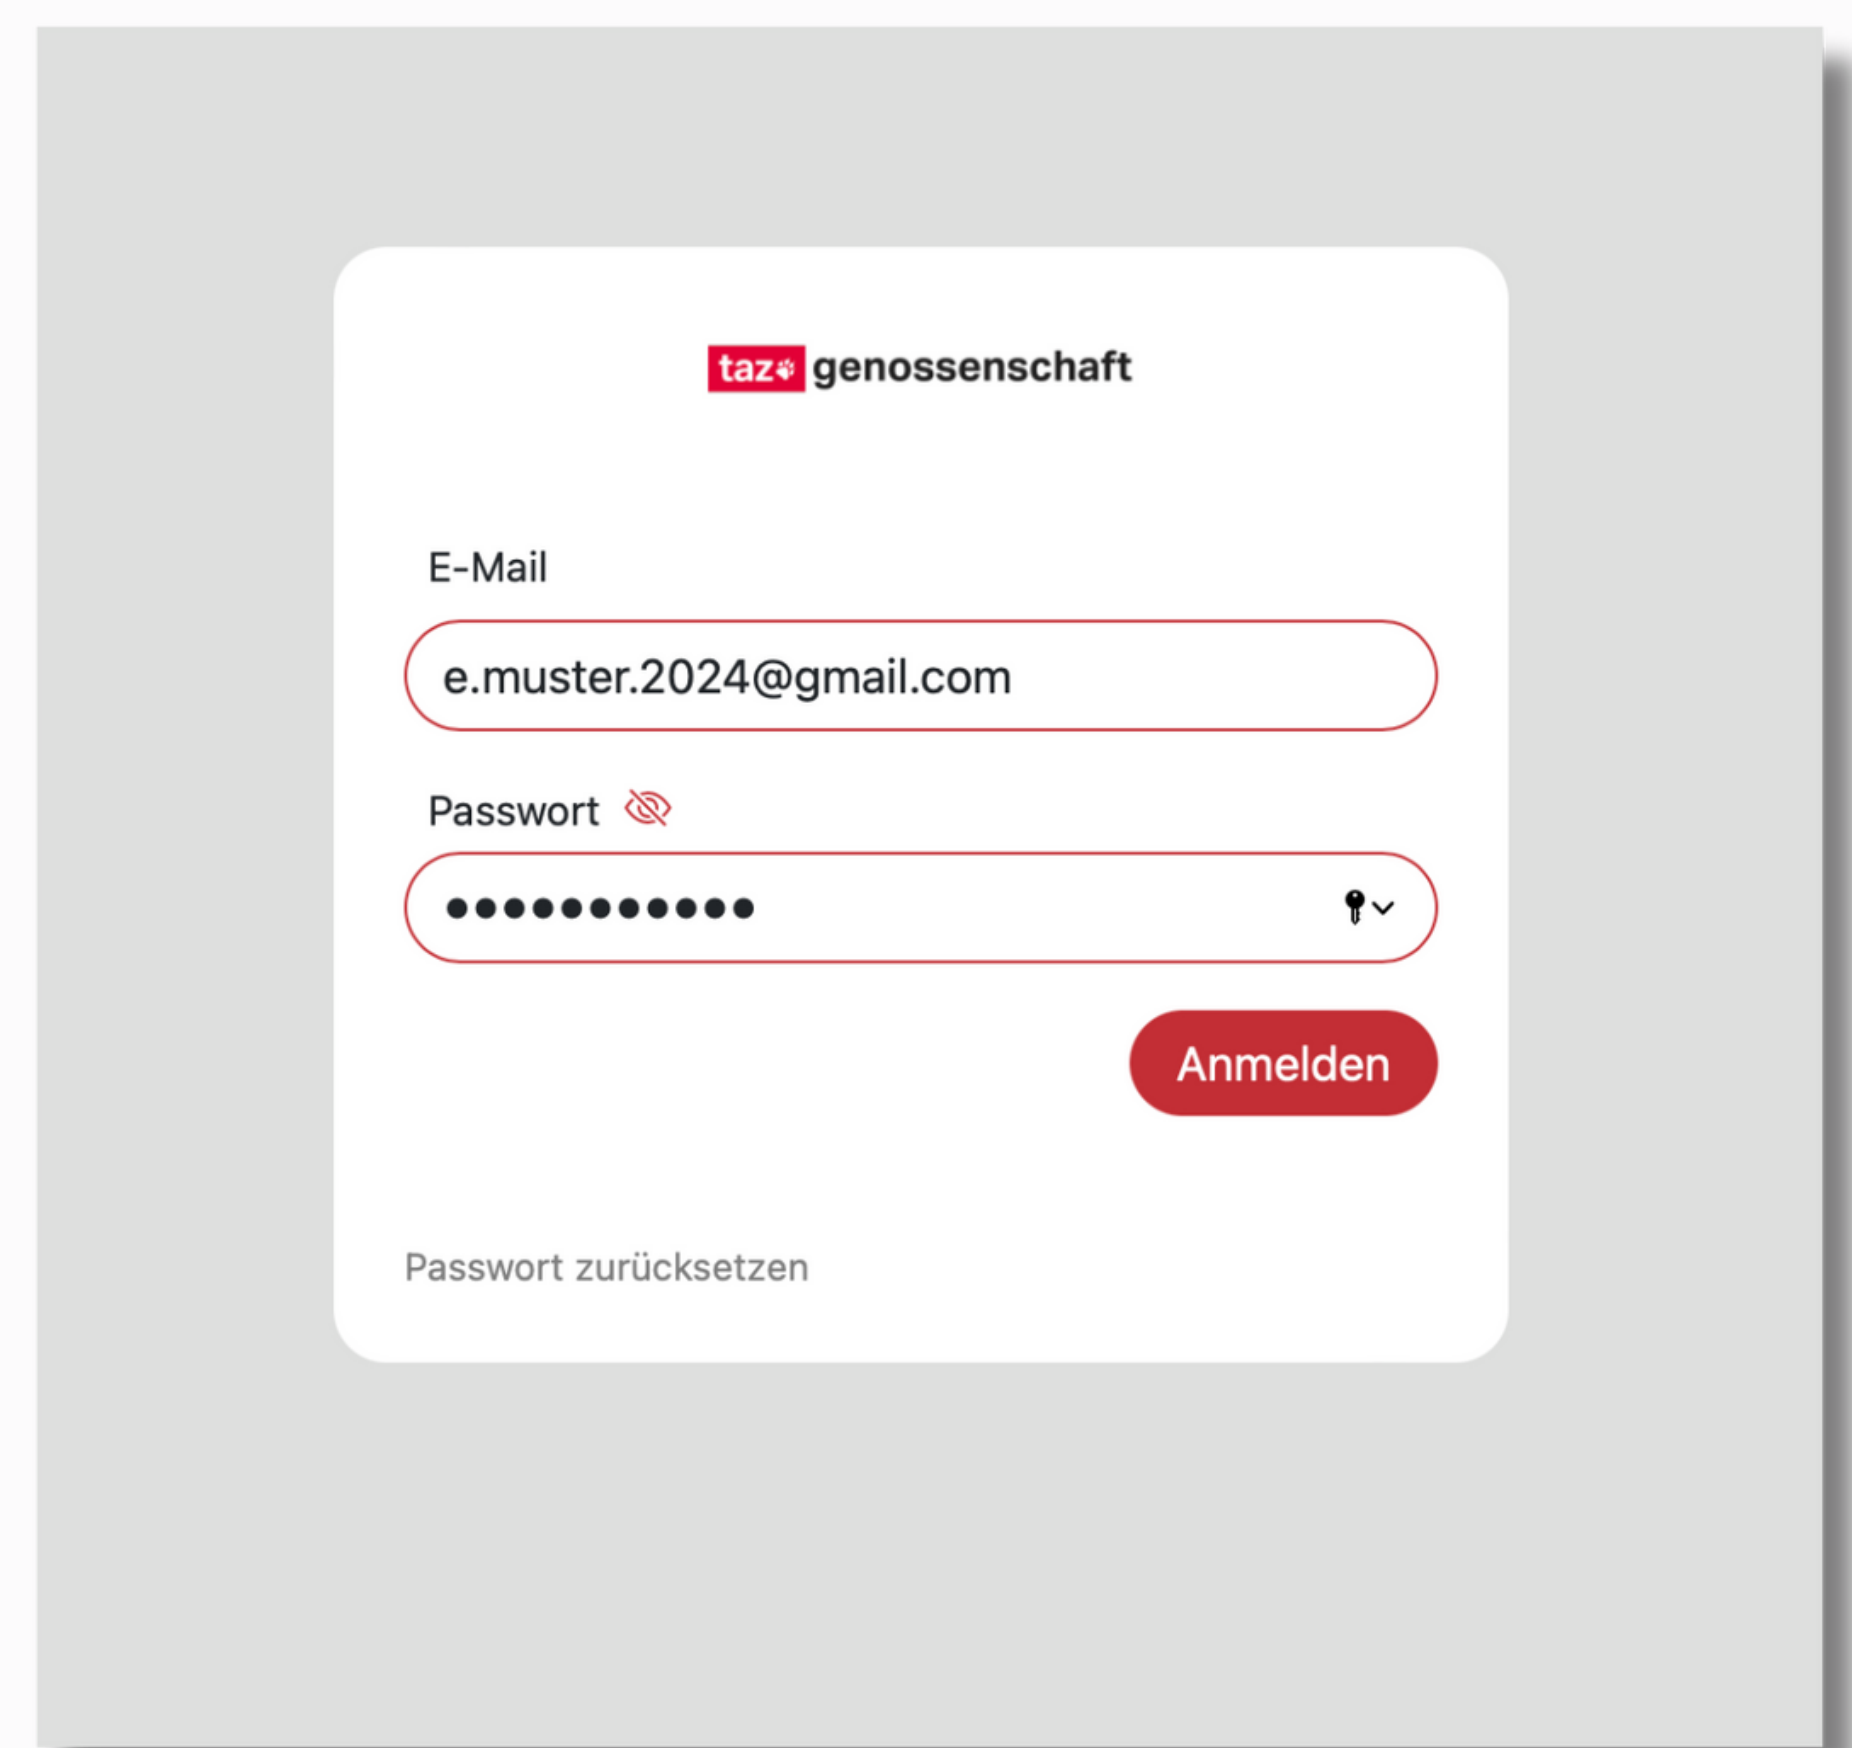 taz genossenschaft
E-Mail
e.muster.2024@gmail.com
Passwort
●●●●●●●●●●●
Anmelden
Passwort zurücksetzen